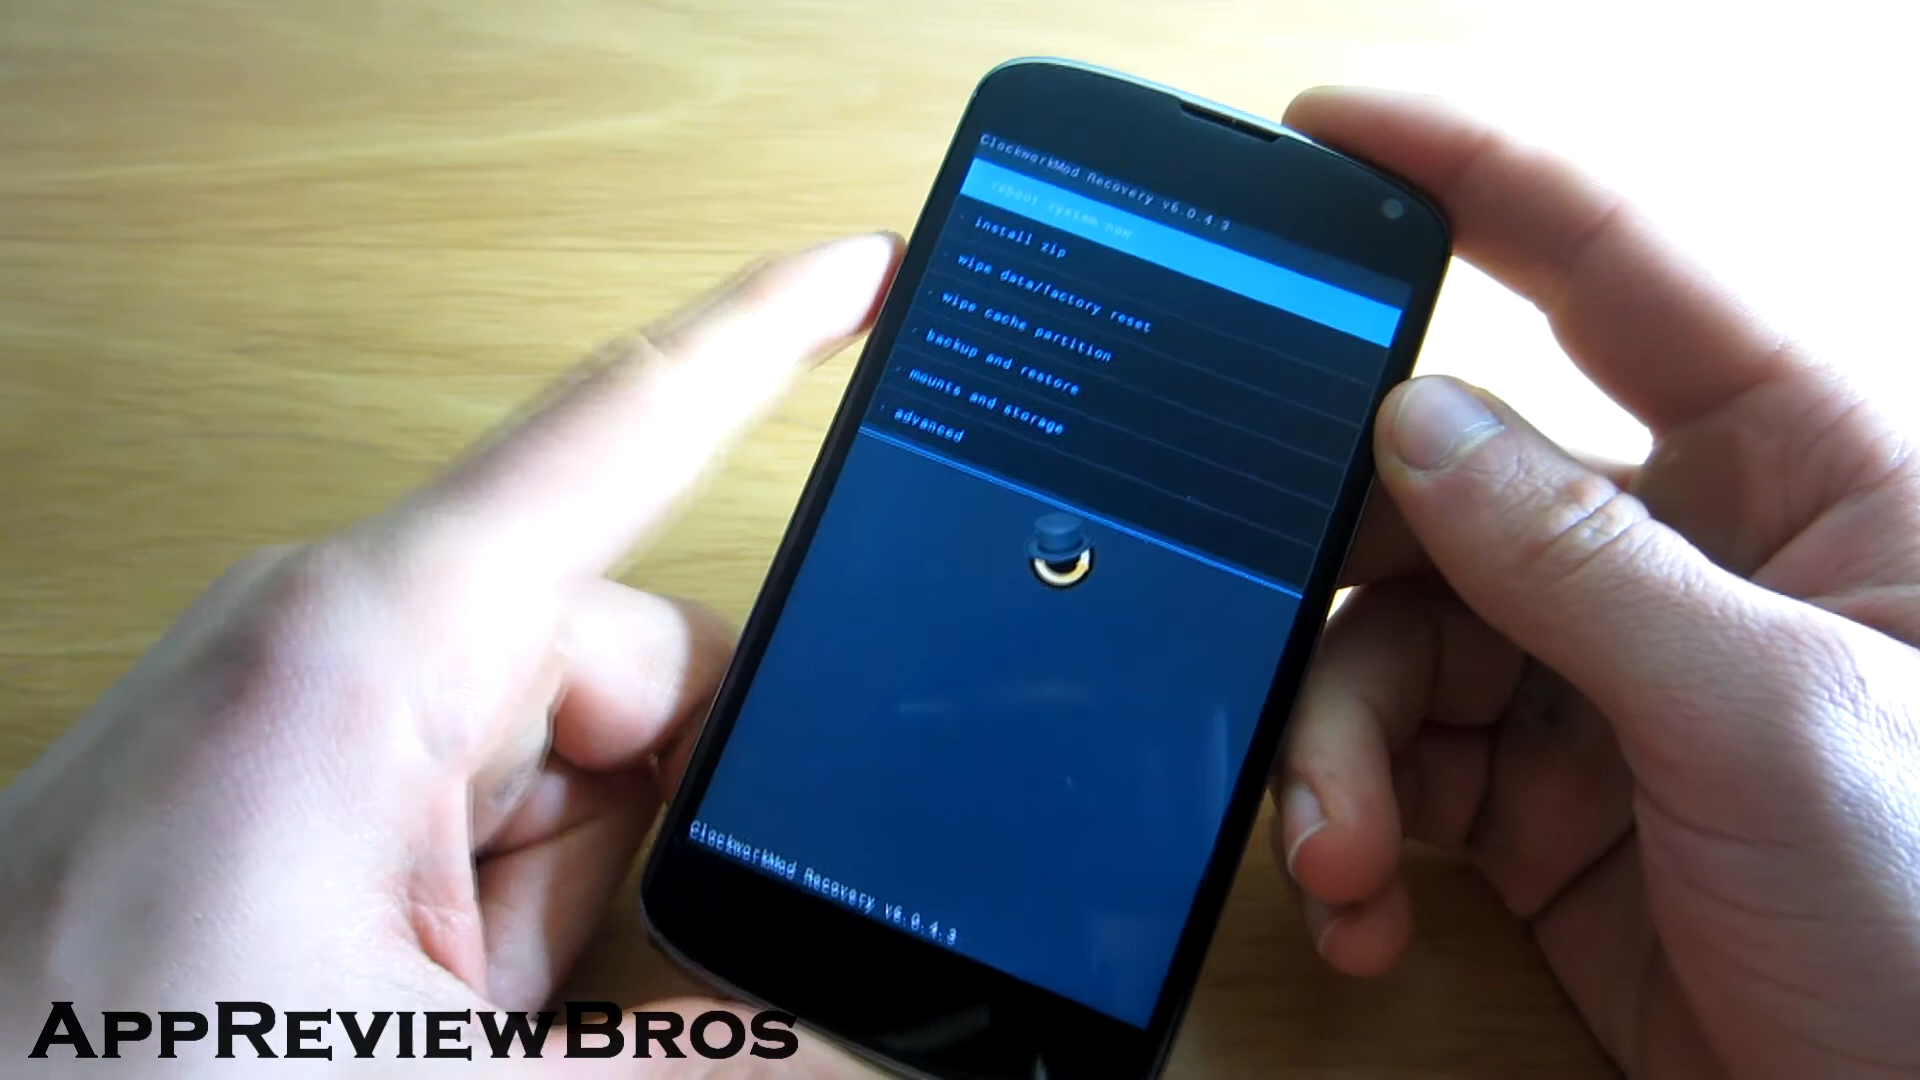 ClockworkMod Recovery v6.0.4.3
reboot system now
install zip
wipe data/factory reset
wipe cache partition
backup and restore
mounts and storage
advanced
ClockworkMod Recovery v6.0.4.3
AppReviewBros